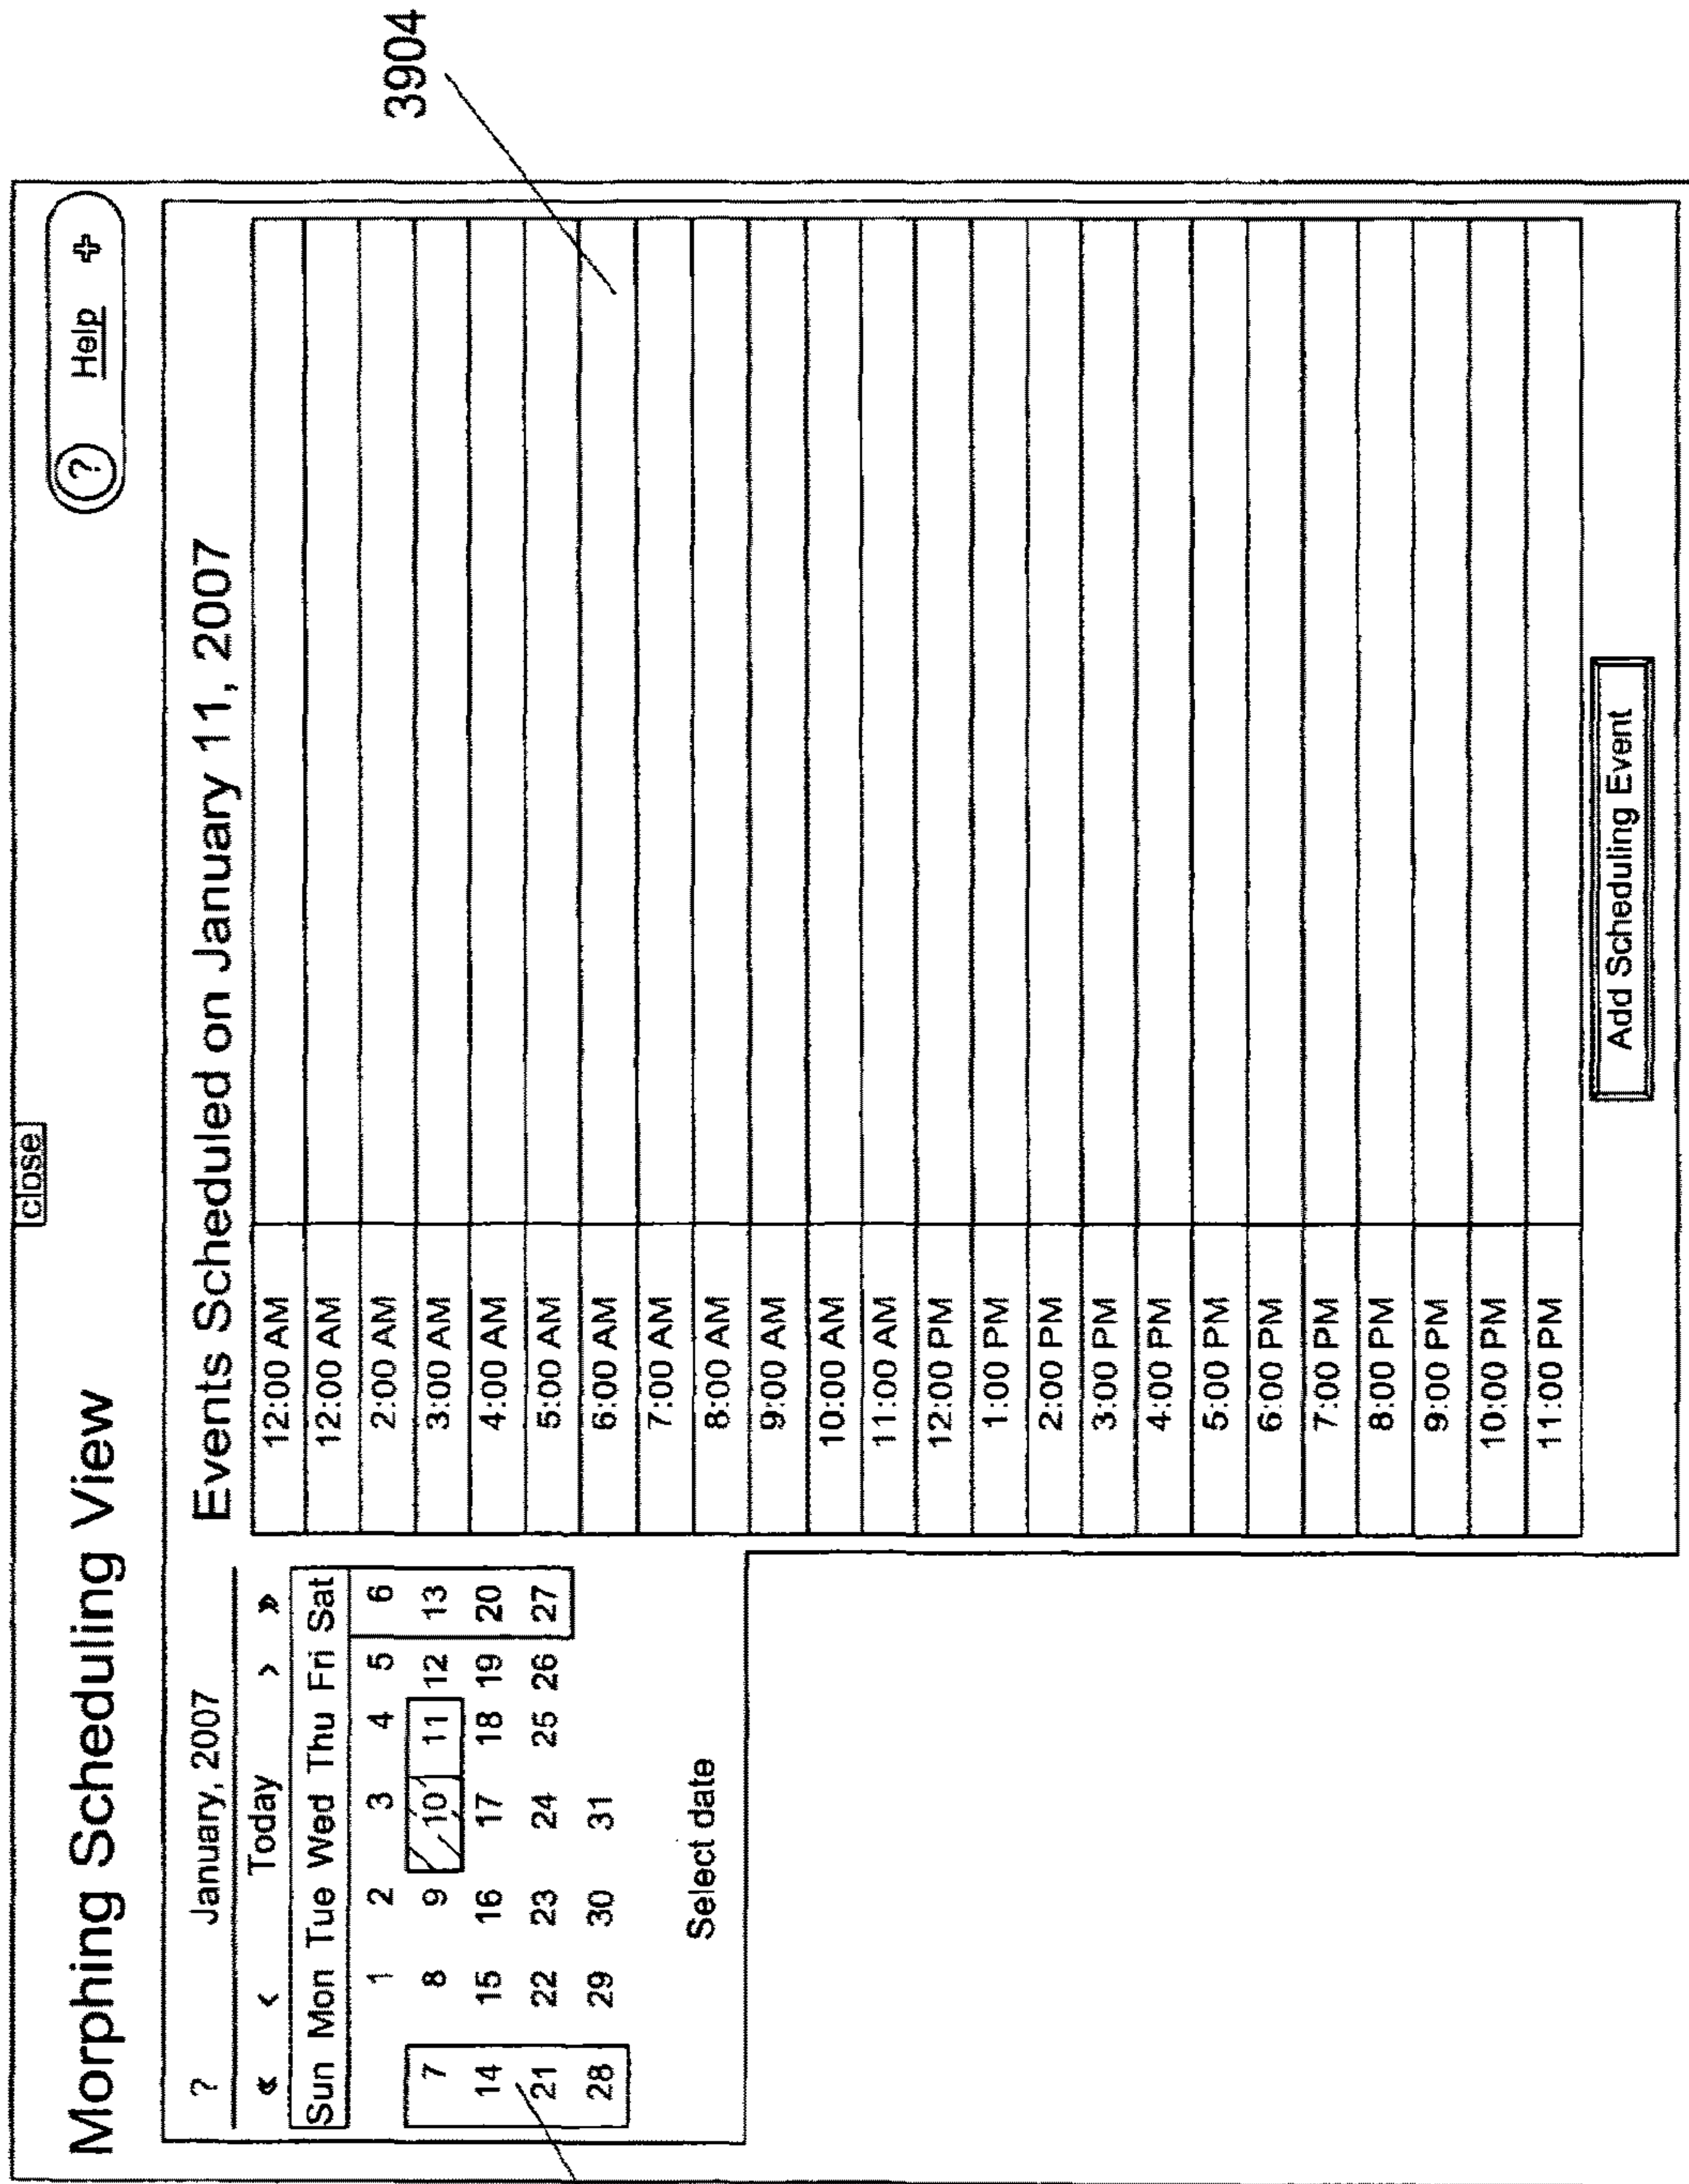 close
Morphing Scheduling View
? Help
? January, 2007
« < Today > »
Sun Mon Tue Wed Thu Fri Sat
1 2 3 4 5 6
7 8 9 10 11 12 13
14 15 16 17 18 19 20
21 22 23 24 25 26 27
28 29 30 31
Select date
Events Scheduled on January 11, 2007
12:00 AM
12:00 AM
2:00 AM
3:00 AM
4:00 AM
5:00 AM
6:00 AM
7:00 AM
8:00 AM
9:00 AM
10:00 AM
11:00 AM
12:00 PM
1:00 PM
2:00 PM
3:00 PM
4:00 PM
5:00 PM
6:00 PM
7:00 PM
8:00 PM
9:00 PM
10:00 PM
11:00 PM
Add Scheduling Event
3904